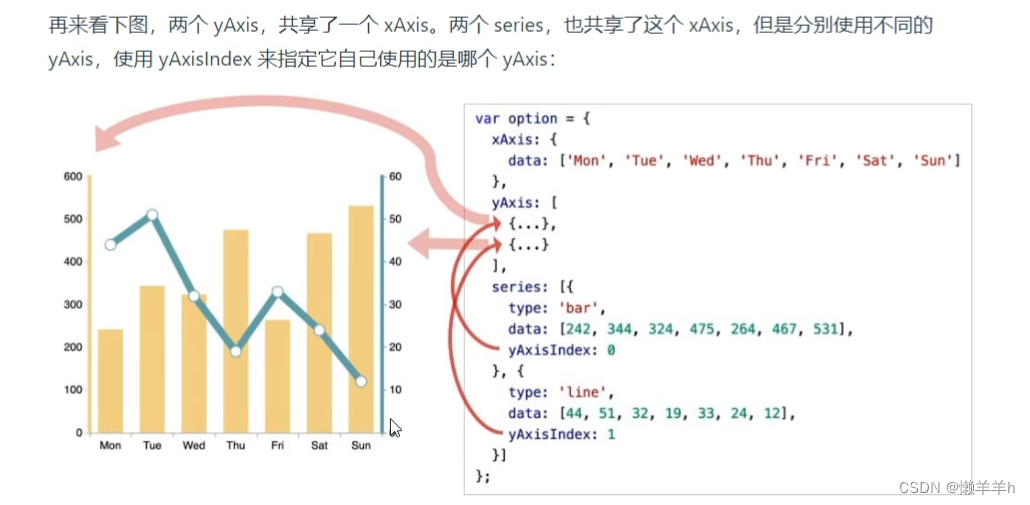 再来看下图，两个 yAxis，共享了一个 xAxis。两个 series，也共享了这个 xAxis，但是分别使用不同的
yAxis，使用 yAxisIndex 来指定它自己使用的是哪个 yAxis：
600
500
400
300
200
100
0
60
50
40
30
20
10
Mon Tue Wed Thu Fri Sat Sun
var option = {
xAxis: {
data: ['Mon', 'Tue', 'Wed', 'Thu', 'Fri', 'Sat', 'Sun']
},
yAxis: [
{...},
{...}
],
series: [{
type: 'bar',
data: [242, 344, 324, 475, 264, 467, 531],
yAxisIndex: 0
}, {
type: 'line',
data: [44, 51, 32, 19, 33, 24, 12],
yAxisIndex: 1
}]
};
CSDN @懒羊羊h